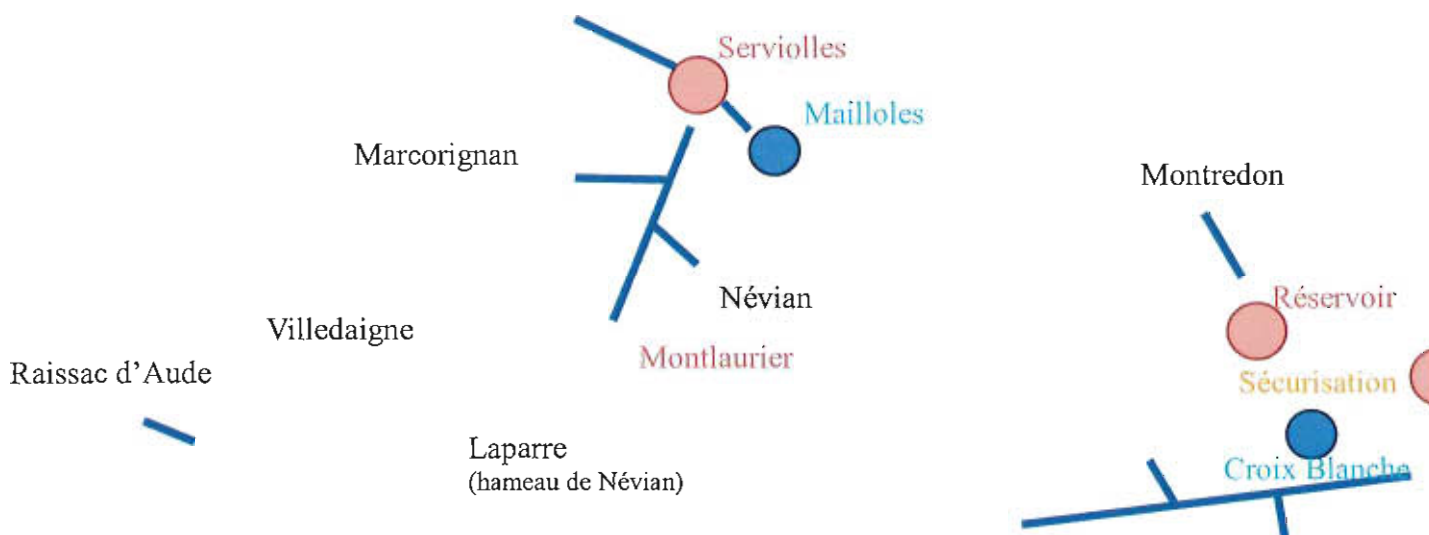 Serviolles
Mailloles
Marcorignan
Montredon
Névian
Réservoir
Villedaigne
Montlaurier
Raissac d'Aude
Sécurisation
Laparre
(hameau de Névian)
Croix Blanche